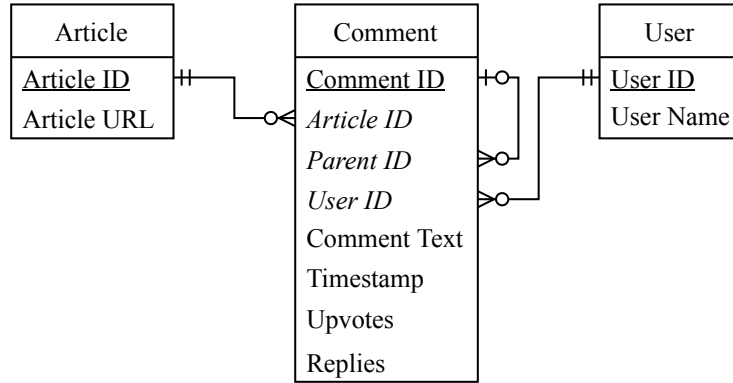 Article
Article ID
Article URL
Comment
Comment ID
Article ID
Parent ID
User ID
Comment Text
Timestamp
Upvotes
Replies
User
User ID
User Name